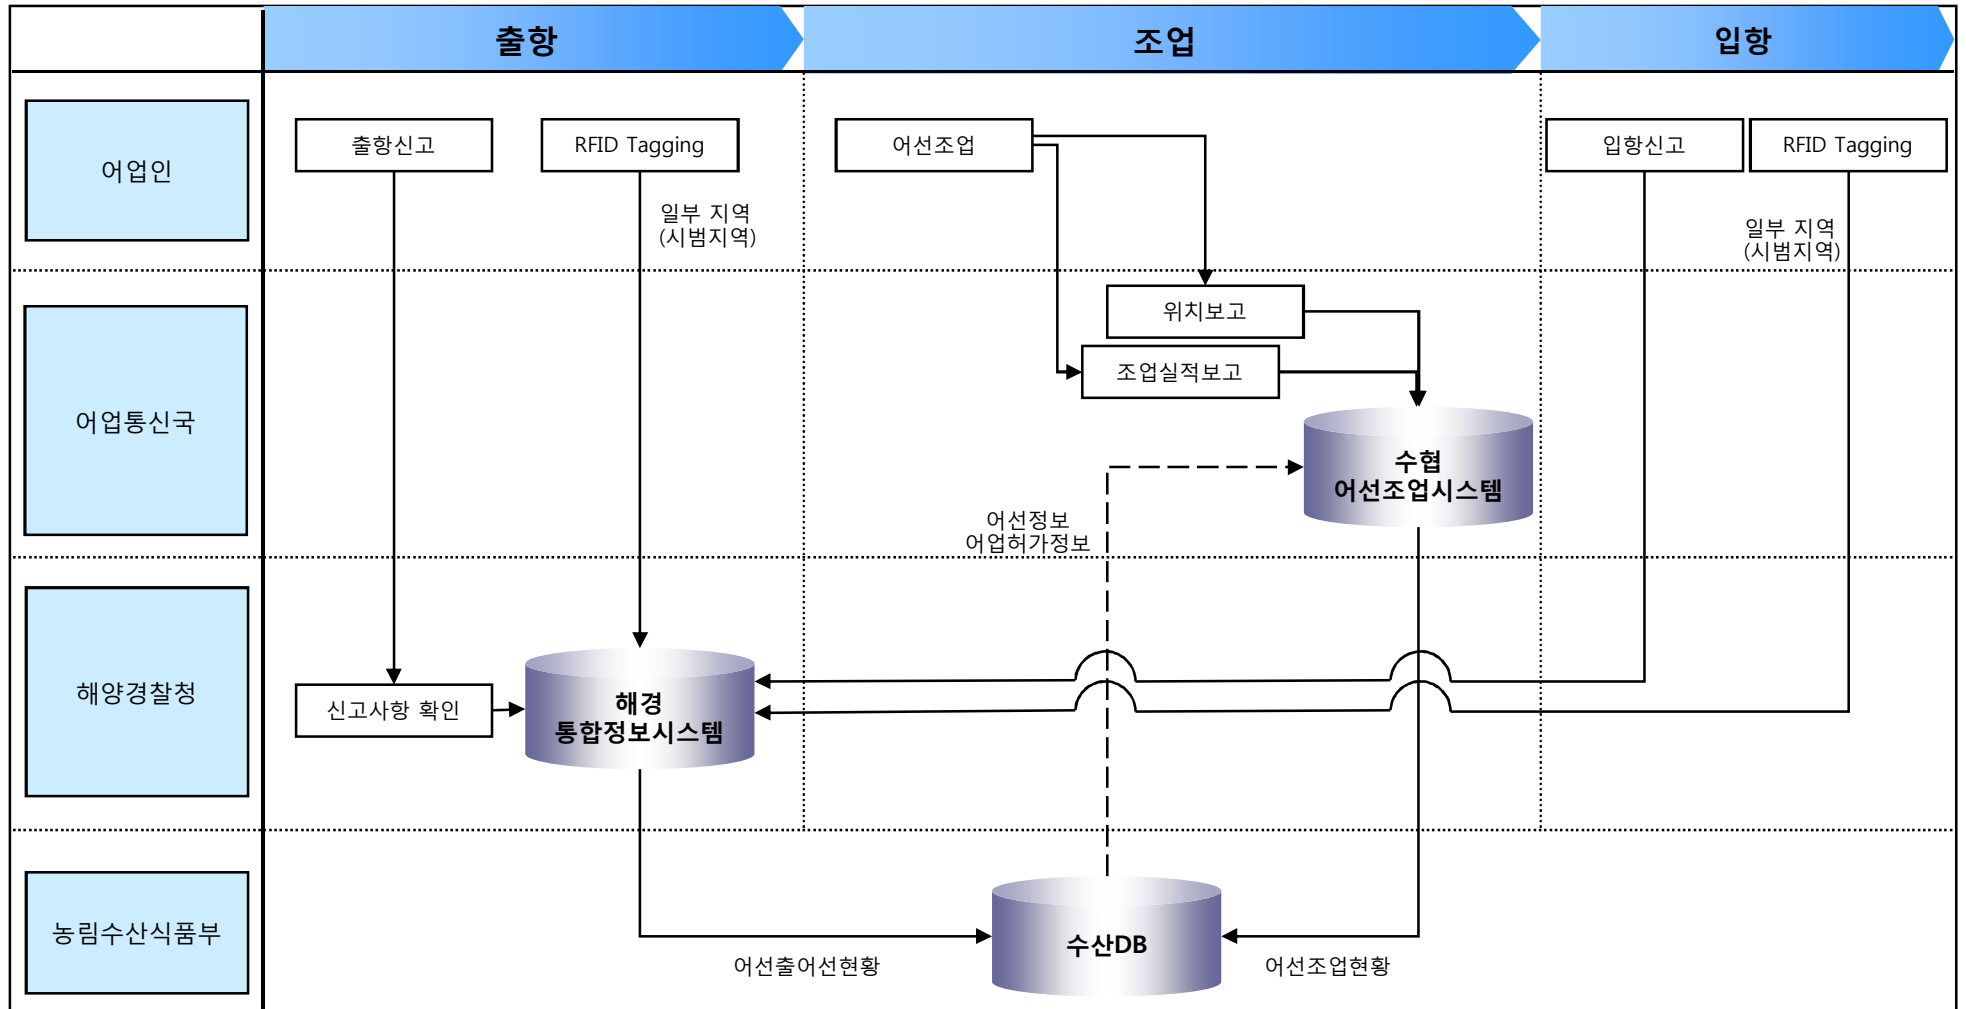 출항
조업
입항
어업인
출항신고
RFID Tagging
어선조업
입항신고
RFID Tagging
일부 지역
(시범지역)
일부 지역
(시범지역)
어업통신국
위치보고
조업실적보고
수협
어선조업시스템
어선정보
어업허가정보
해양경찰청
신고사항 확인
해경
통합정보시스템
농림수산식품부
수산DB
어선출어선현황
어선조업현황